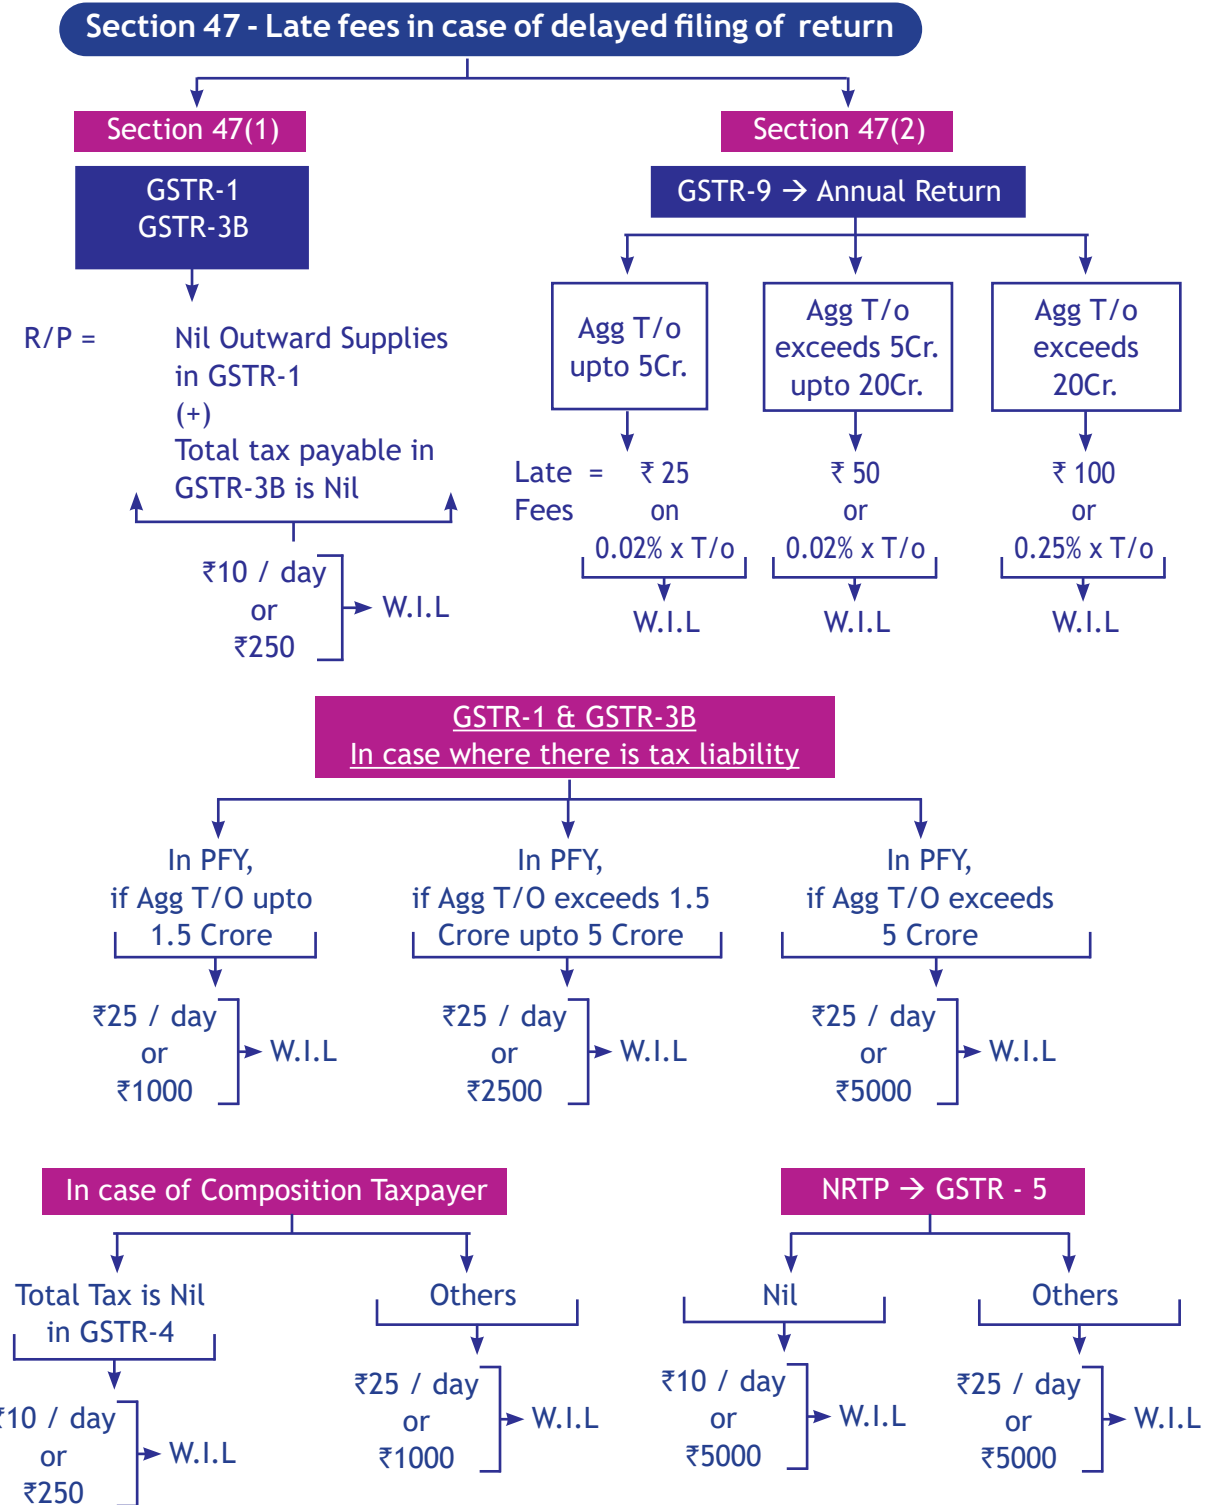 Section 47 - Late fees in case of delayed filing of return
Section 47(1)
GSTR-1
GSTR-3B
R/P =
Nil Outward Supplies
in GSTR-1
(+)
Total tax payable in
GSTR-3B is Nil
₹10 / day
or
₹250
W.I.L
Section 47(2)
GSTR-9 → Annual Return
Agg T/o
upto 5Cr.
Agg T/o
exceeds 5Cr.
upto 20Cr.
Agg T/o
exceeds
20Cr.
Late =
Fees
₹ 25
on
0.02% x T/o
W.I.L
₹ 50
or
0.02% x T/o
W.I.L
₹ 100
or
0.25% x T/o
W.I.L
GSTR-1 & GSTR-3B
In case where there is tax liability
In PFY,
if Agg T/O upto
1.5 Crore
₹25 / day
or
₹1000
W.I.L
In PFY,
if Agg T/O exceeds 1.5
Crore upto 5 Crore
₹25 / day
or
₹2500
W.I.L
In PFY,
if Agg T/O exceeds
5 Crore
₹25 / day
or
₹5000
W.I.L
In case of Composition Taxpayer
Total Tax is Nil
in GSTR-4
₹10 / day
or
₹250
W.I.L
Others
₹25 / day
or
₹1000
W.I.L
NRTP → GSTR - 5
Nil
₹10 / day
or
₹5000
W.I.L
Others
₹25 / day
or
₹5000
W.I.L